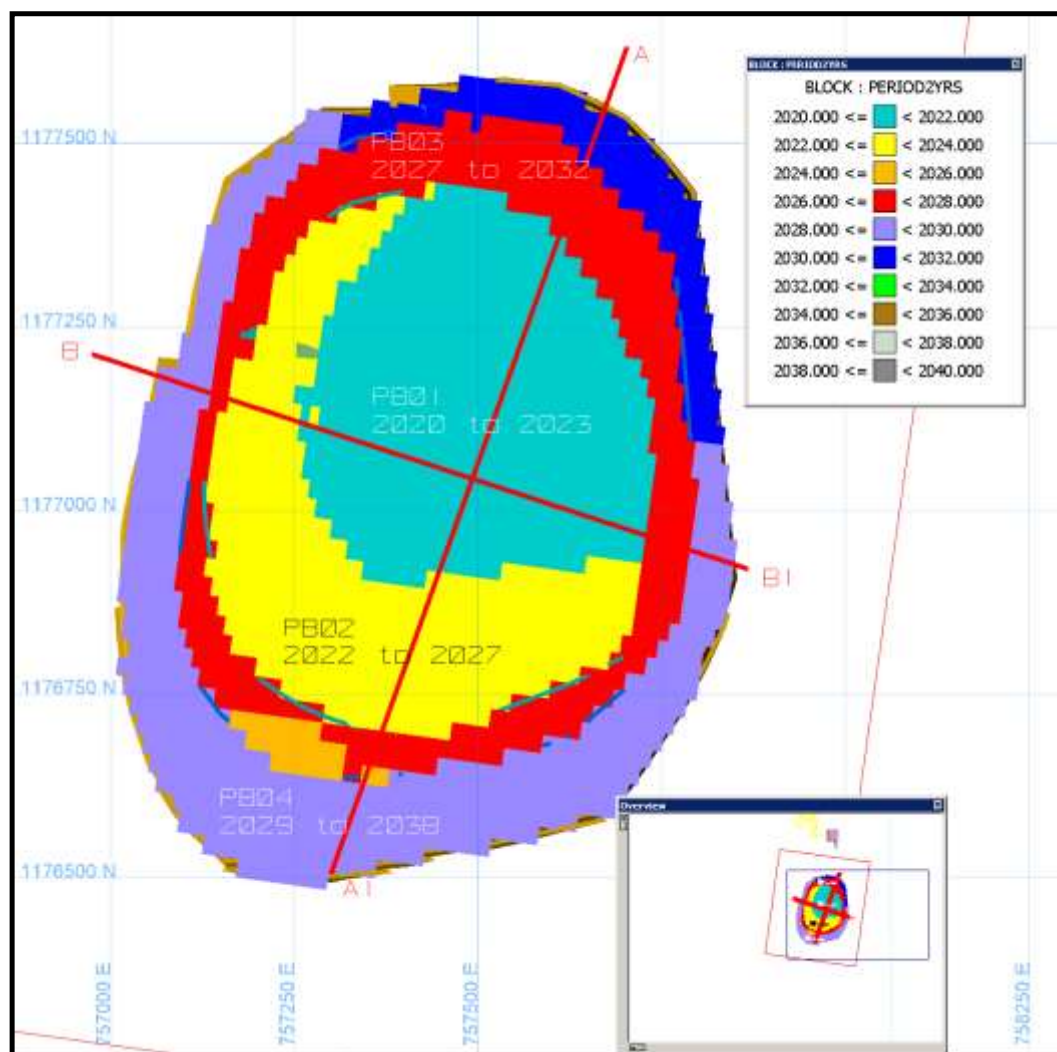 A
BLOCK : PERIOD2YRS
BLOCK : PERIOD2YRS
2020.000 <= < 2022.000
2022.000 <= < 2024.000
2024.000 <= < 2026.000
2026.000 <= < 2028.000
2028.000 <= < 2030.000
2030.000 <= < 2032.000
2032.000 <= < 2034.000
2034.000 <= < 2036.000
2036.000 <= < 2038.000
2038.000 <= < 2040.000
1177500 N
PB03
2027 to 2032
1177250 N
B
PB01
2020 to 2023
1177000 N
B1
PB02
2022 to 2027
1176750 N
PB04
2029 to 2038
1176500 N
A1
Overview
757000 E
757250 E
757500 E
758250 E